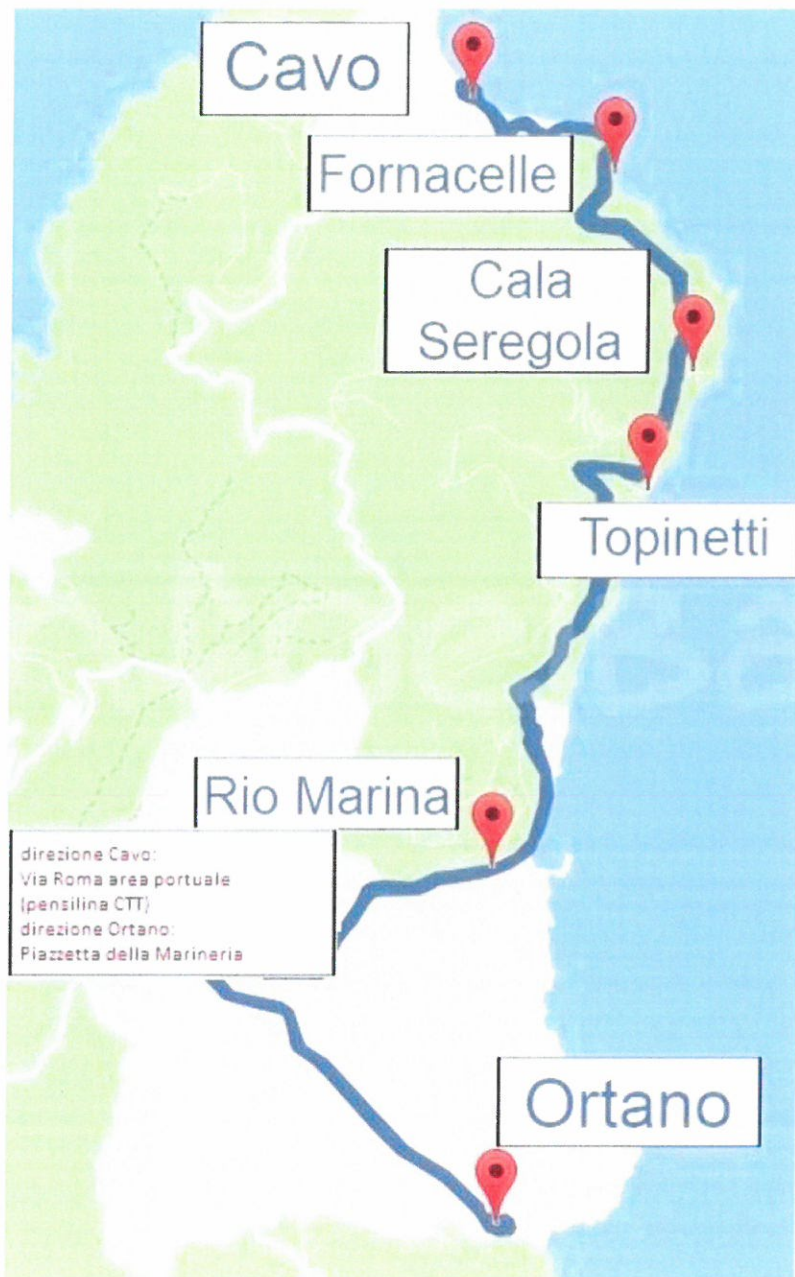 Cavo
Fornacelle
Cala
Seregola
Topinetti
Rio Marina
direzione Cavo:
Via Roma area portuale
(pensilina CTT)
direzione Ortano:
Piazzetta della Marineria
Ortano